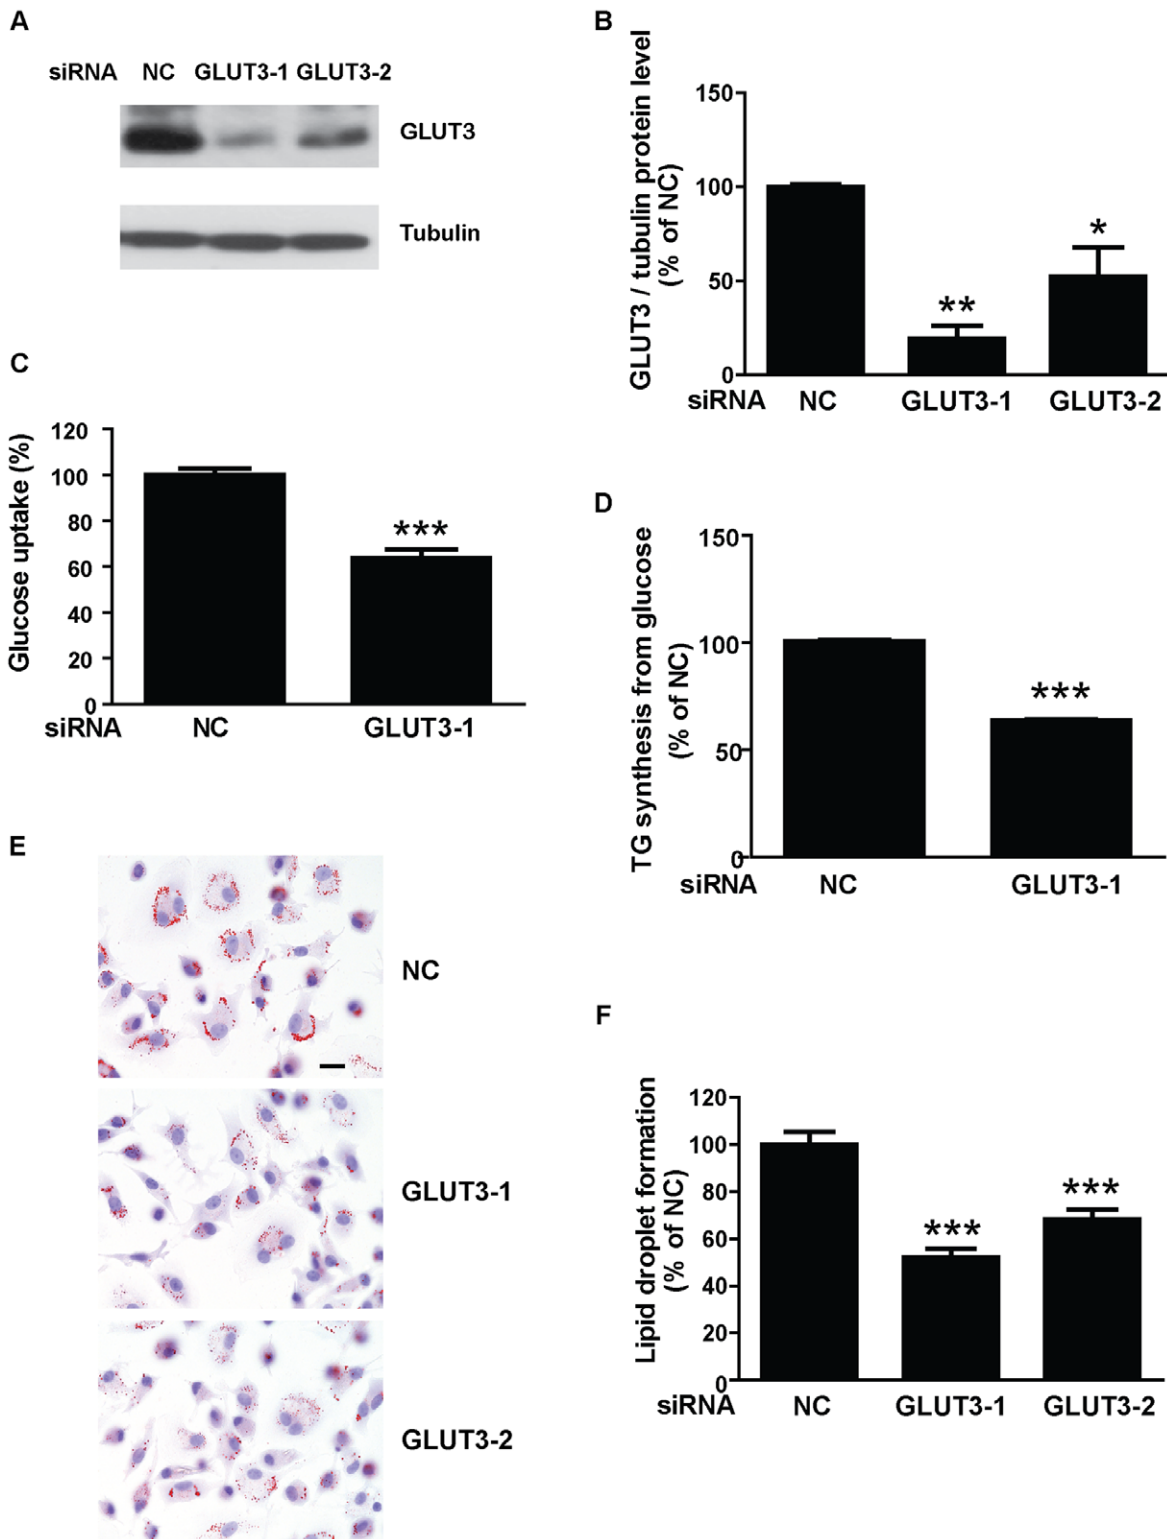 A
siRNA NC GLUT3-1 GLUT3-2
GLUT3
Tubulin
B
GLUT3 / tubulin protein level
(% of NC)
150
100
50
0
** *
siRNA NC GLUT3-1 GLUT3-2
C
Glucose uptake (%)
120
100
80
60
40
20
0
***
siRNA NC GLUT3-1
D
TG synthesis from glucose
(% of NC)
150
100
50
0
***
siRNA NC GLUT3-1
E
NC
GLUT3-1
GLUT3-2
F
Lipid droplet formation
(% of NC)
120
100
80
60
40
20
0
*** ***
siRNA NC GLUT3-1 GLUT3-2